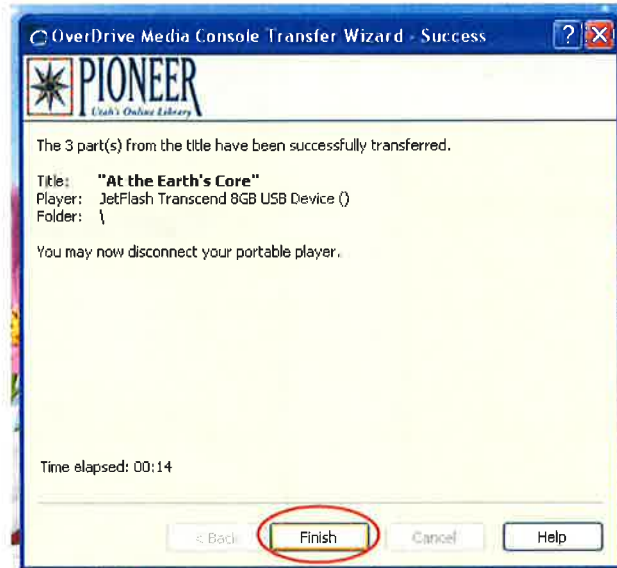 OverDrive Media Console Transfer Wizard - Success
PIONEER
Utah's Online Library
The 3 part(s) from the title have been successfully transferred.
Title: "At the Earth's Core"
Player: JetFlash Transcend 8GB USB Device ()
Folder: \
You may now disconnect your portable player.
Time elapsed: 00:14
< Back Finish Cancel Help